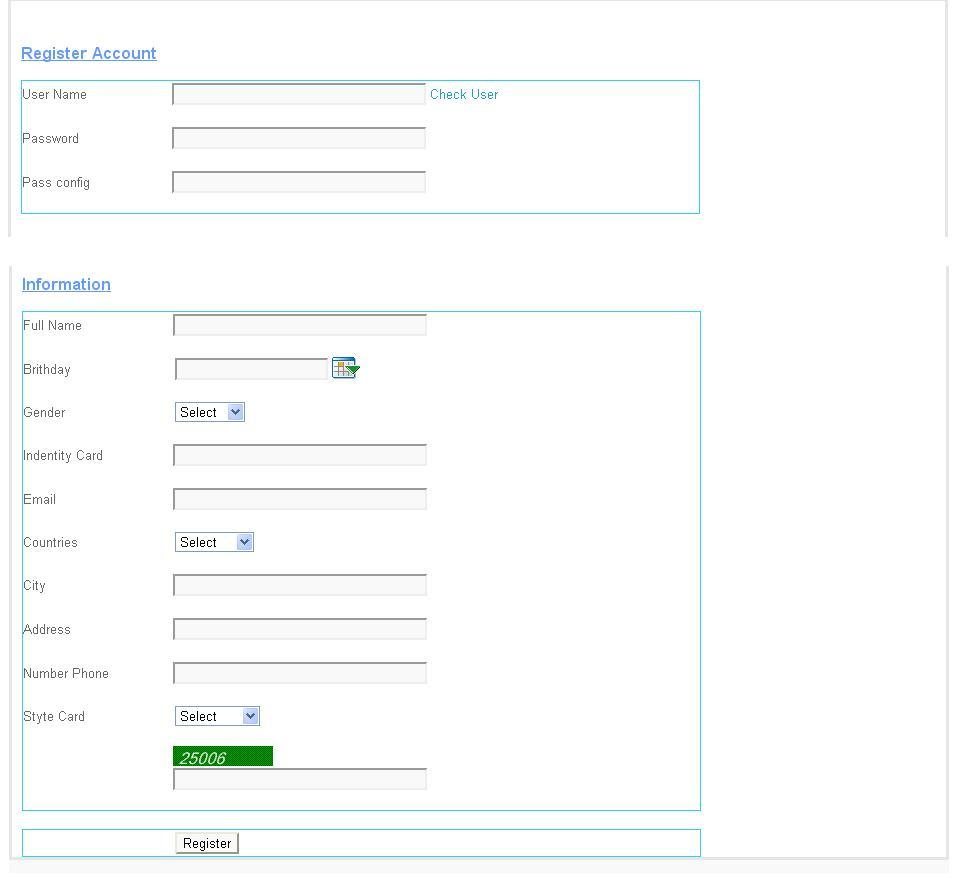 Register Account
User Name Check User
Password
Pass config
Information
Full Name
Brithday
Gender Select
Indentity Card
Email
Countries Select
City
Address
Number Phone
Styte Card Select
25006
Register